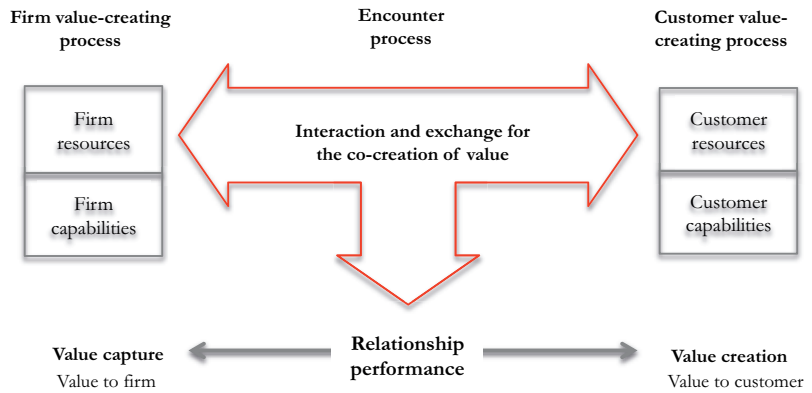 Firm value-creating
process
Encounter
process
Customer value-
creating process
Firm
resources
Firm
capabilities
Interaction and exchange for
the co-creation of value
Customer
resources
Customer
capabilities
Value capture
Value to firm
Relationship
performance
Value creation
Value to customer